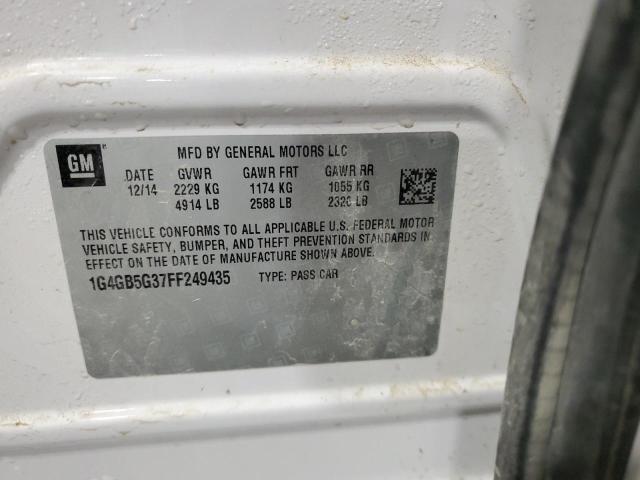 GM
MFD BY GENERAL MOTORS LLC
DATE GVWR GAWR FRT GAWR RR
12/14 2229 KG 1174 KG 1055 KG
4914 LB 2588 LB 2326 LB
THIS VEHICLE CONFORMS TO ALL APPLICABLE U.S. FEDERAL MOTOR
VEHICLE SAFETY, BUMPER, AND THEFT PREVENTION STANDARDS IN
EFFECT ON THE DATE OF MANUFACTURE SHOWN ABOVE.
1G4GB5G37FF249435 TYPE: PASS CAR